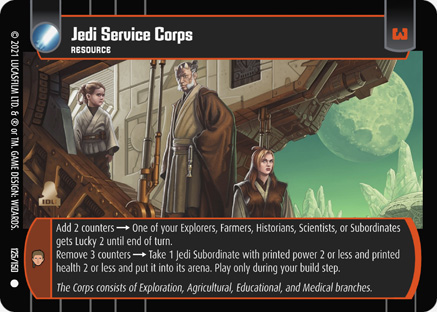 Jedi Service Corps
RESOURCE
Add 2 counters → One of your Explorers, Farmers, Historians, Scientists, or Subordinates
gets Lucky 2 until end of turn.
Remove 3 counters → Take 1 Jedi Subordinate with printed power 2 or less and printed
health 2 or less and put it into its arena. Play only during your build step.
The Corps consists of Exploration, Agricultural, Educational, and Medical branches.
© 2021 LUCASFILM LTD. & ® or TM. GAME DESIGN, WIZARDS.
125/150